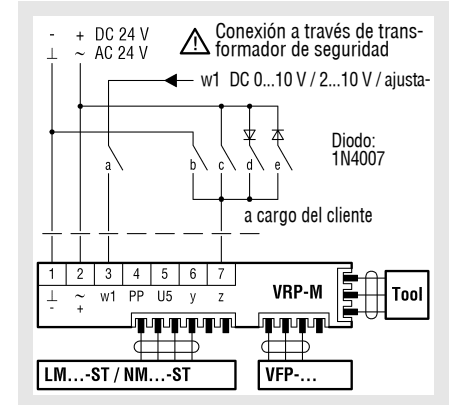 - + DC 24 V
⊥ ~ AC 24 V
Conexión a través de trans-
formador de seguridad
w1 DC 0...10 V / 2...10 V / ajusta-
a b c d e
Diodo:
1N4007
a cargo del cliente
1 2 3 4 5 6 7
⊥ ~ w1 PP U5 y z
- +
VRP-M
Tool
LM...-ST / NM...-ST
VFP-...